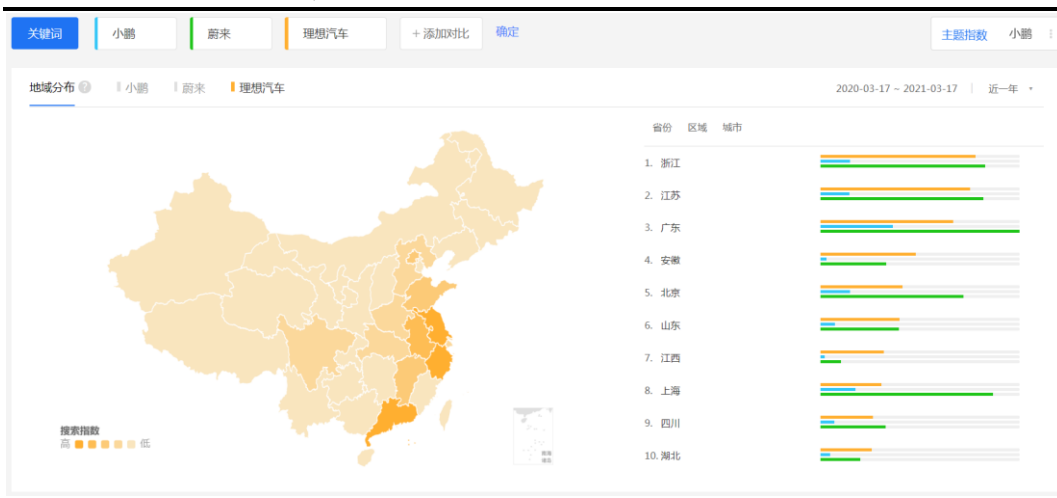 关键词 小鹏 蔚来 理想汽车 + 添加对比 确定 主题指数 小鹏
地域分布 ? 小鹏 蔚来 理想汽车 2020-03-17 ~ 2021-03-17 近一年
省份 区域 城市
1. 浙江
2. 江苏
3. 广东
4. 安徽
5. 北京
6. 山东
7. 江西
8. 上海
9. 四川
10. 湖北
搜索指数
高 低